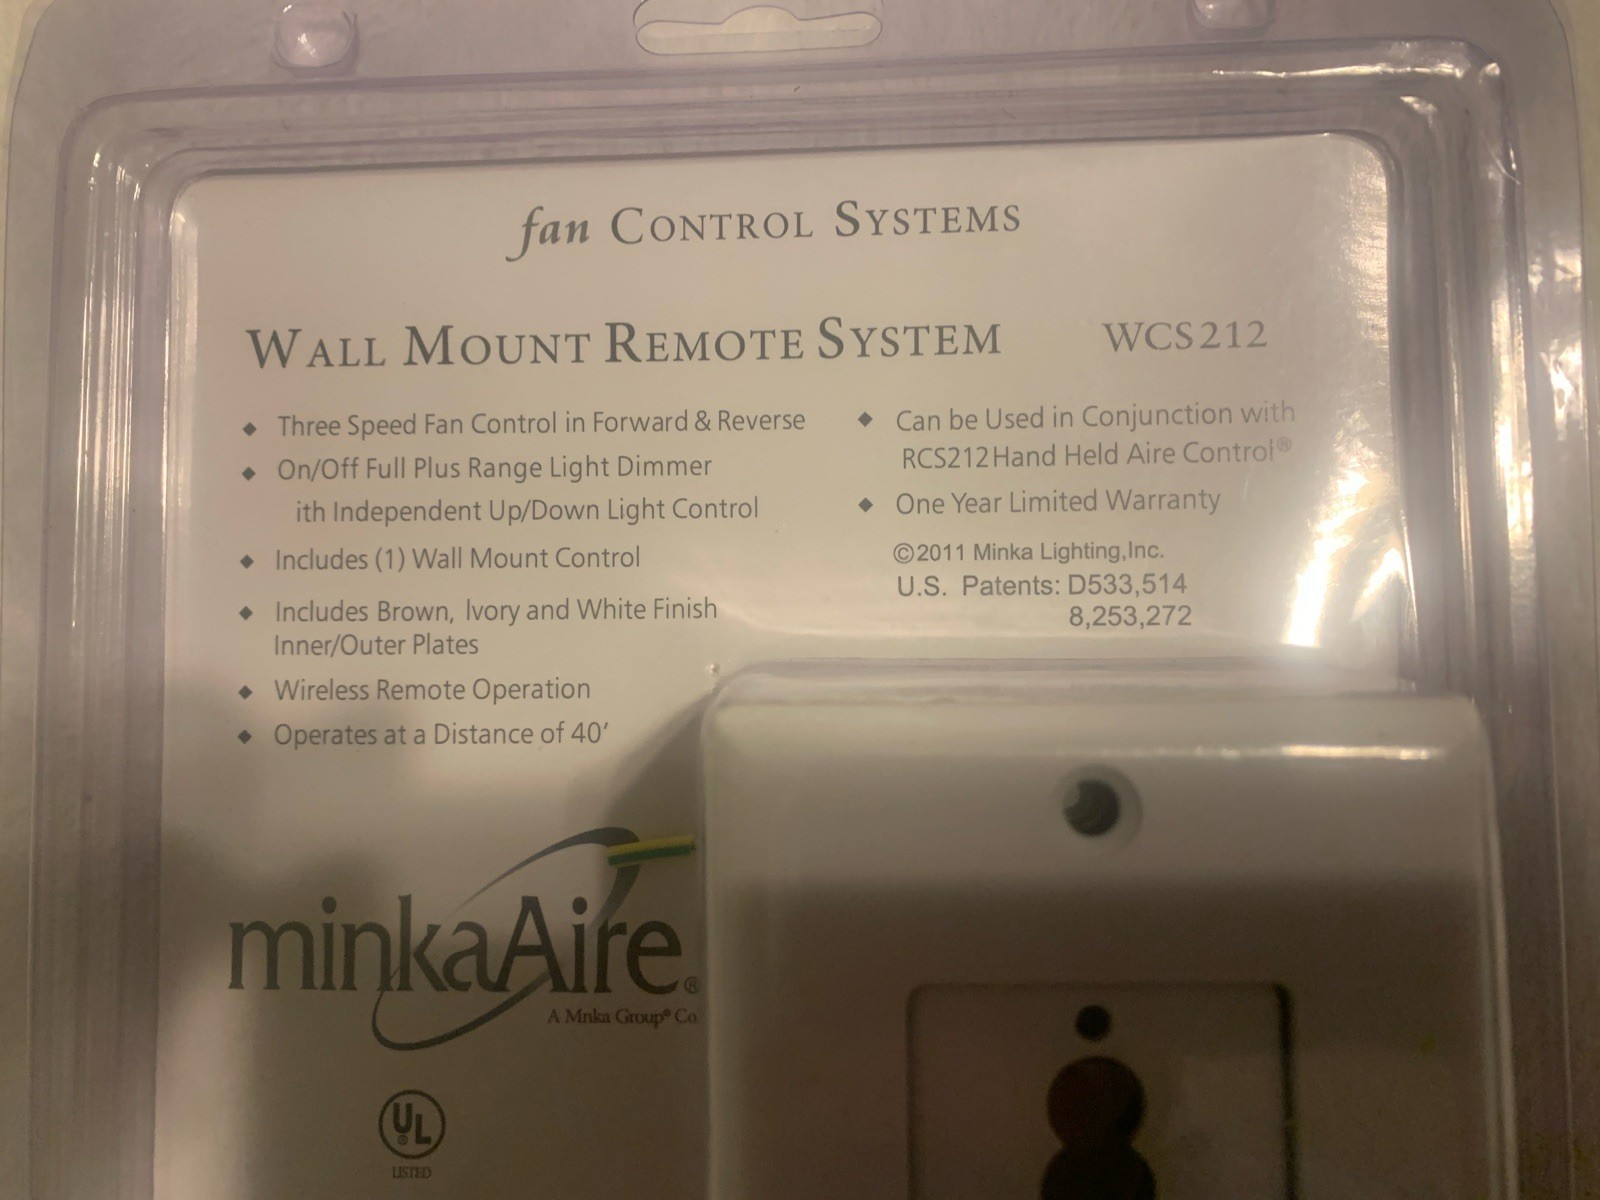 fan CONTROL SYSTEMS
WALL MOUNT REMOTE SYSTEM WCS212
◆ Three Speed Fan Control in Forward & Reverse
◆ On/Off Full Plus Range Light Dimmer
ith Independent Up/Down Light Control
◆ Includes (1) Wall Mount Control
◆ Includes Brown, Ivory and White Finish
Inner/Outer Plates
◆ Wireless Remote Operation
◆ Operates at a Distance of 40'
◆ Can be Used in Conjunction with
RCS212 Hand Held Aire Control®
◆ One Year Limited Warranty
©2011 Minka Lighting,Inc.
U.S. Patents: D533,514
8,253,272
minkaAire®
A Mnka Group® Co
UL®
LISTED